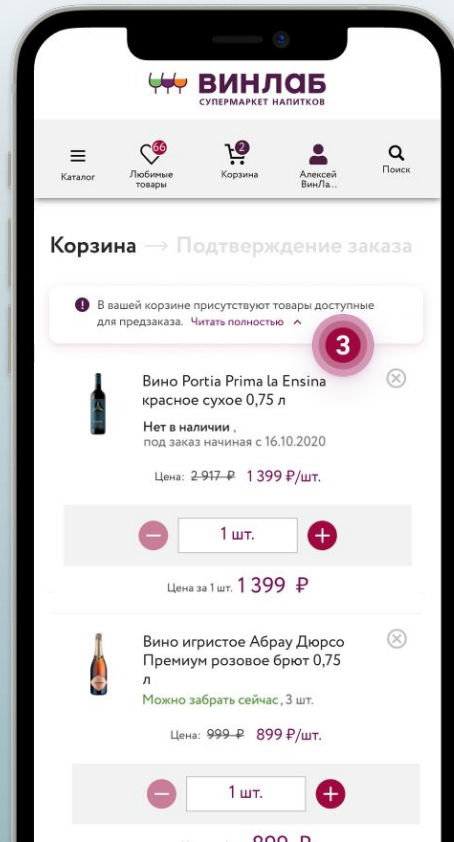 ВИНЛАБ
СУПЕРМАРКЕТ НАПИТКОВ
66
2
Каталог
Любимые
товары
Корзина
Алексей
ВинЛа...
Поиск
Корзина → Подтверждение заказа
! В вашей корзине присутствуют товары доступные
для предзаказа. Читать полностью
3
Вино Portia Prima la Ensina
красное сухое 0,75 л
Нет в наличии ,
под заказ начиная с 16.10.2020
Цена: 2 917 ₽ 1 399 ₽/шт.
− 1 шт. +
Цена за 1 шт. 1 399 ₽
Вино игристое Абрау Дюрсо
Премиум розовое брют 0,75
л
Можно забрать сейчас, 3 шт.
Цена: 999 ₽ 899 ₽/шт.
− 1 шт. +
899 ₽